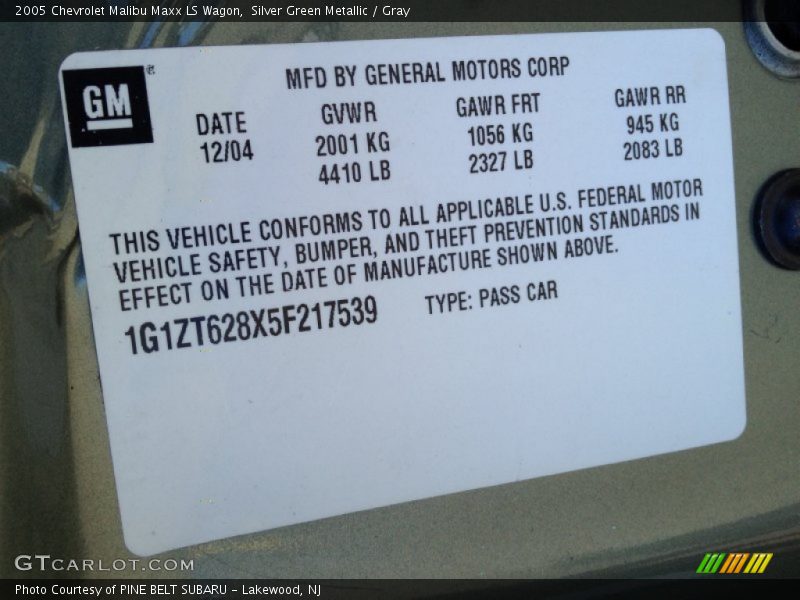 2005 Chevrolet Malibu Maxx LS Wagon,  Silver Green Metallic / Gray
GM
MFD BY GENERAL MOTORS CORP
DATE GVWR GAWR FRT GAWR RR
12/04 2001 KG 1056 KG 945 KG
4410 LB 2327 LB 2083 LB
THIS VEHICLE CONFORMS TO ALL APPLICABLE U.S. FEDERAL MOTOR
VEHICLE SAFETY, BUMPER, AND THEFT PREVENTION STANDARDS IN
EFFECT ON THE DATE OF MANUFACTURE SHOWN ABOVE.
1G1ZT628X5F217539 TYPE: PASS CAR
GTCARLOT.COM
Photo Courtesy of PINE BELT SUBARU - Lakewood, NJ